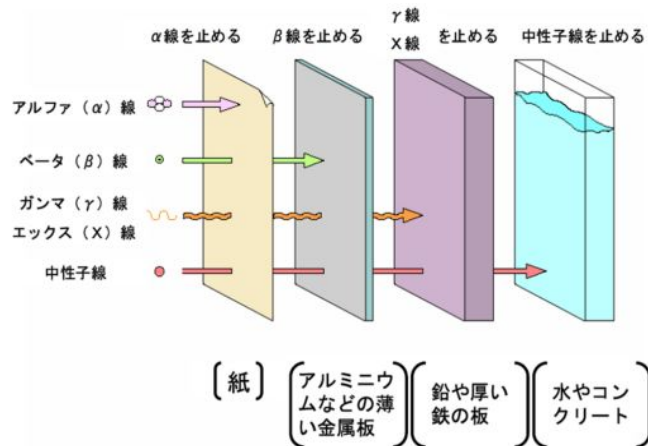 α線を止める
β線を止める
γ線
X線
を止める
中性子線を止める
アルファ（α）線
ベータ（β）線
ガンマ（γ）線
エックス（X）線
中性子線
紙
アルミニウ
ムなどの薄
い金属板
鉛や厚い
鉄の板
水やコン
クリート